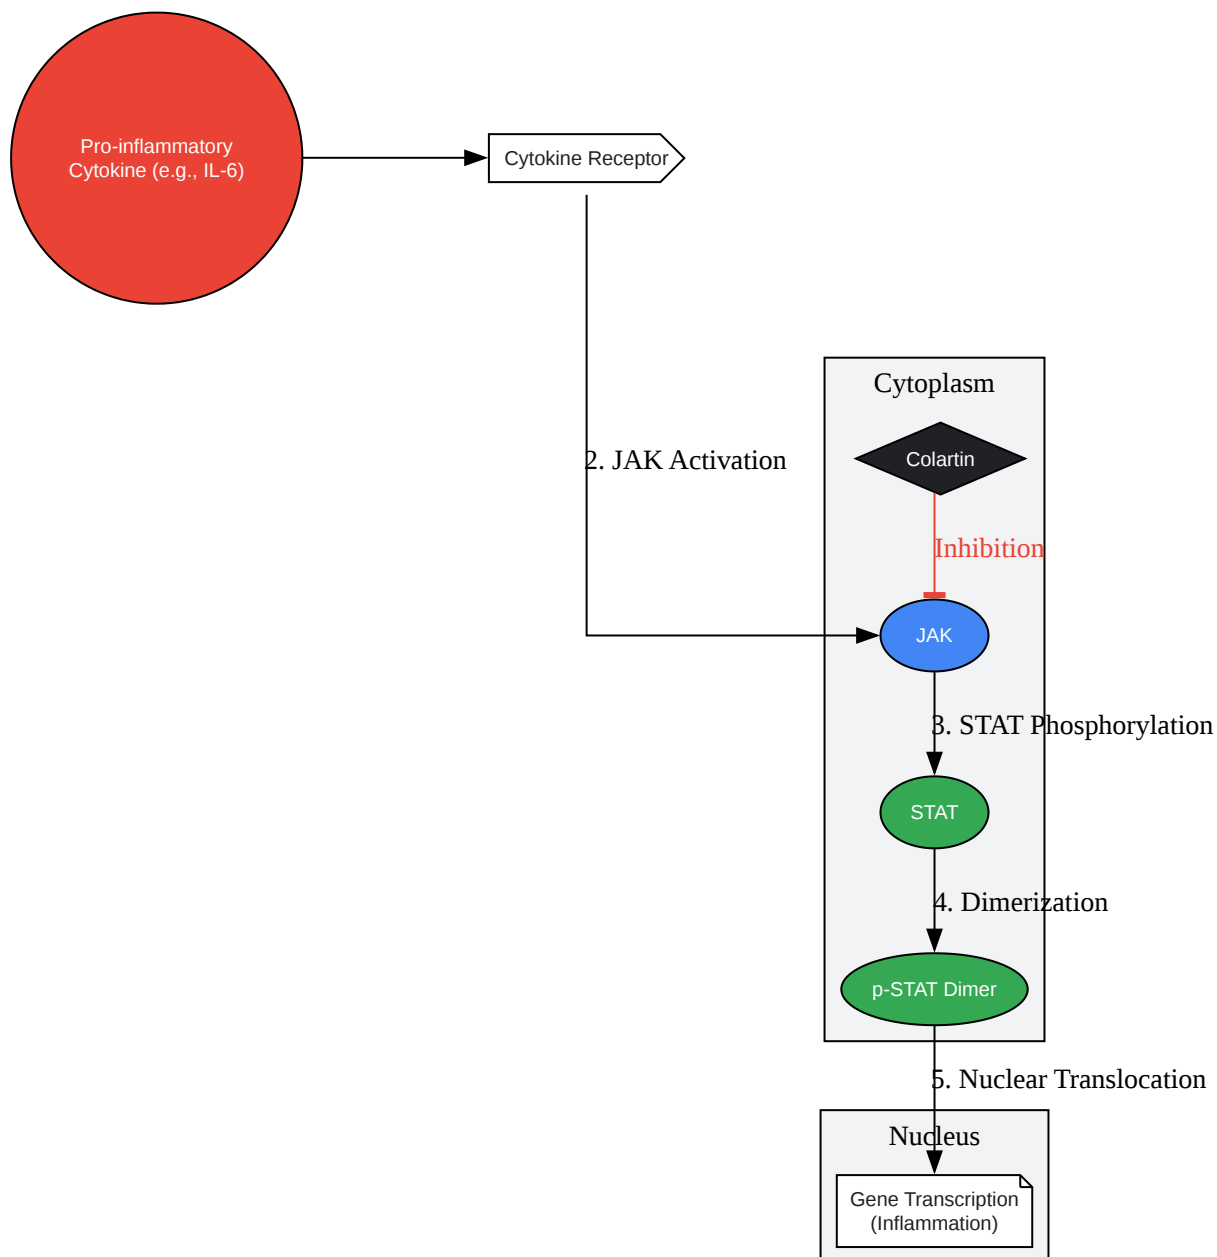 Pro-inflammatory
Cytokine (e.g., IL-6)
Cytokine Receptor
Cytoplasm
2. JAK Activation
Colartin
Inhibition
JAK
3. STAT Phosphorylation
STAT
4. Dimerization
p-STAT Dimer
5. Nuclear Translocation
Nucleus
Gene Transcription
(Inflammation)